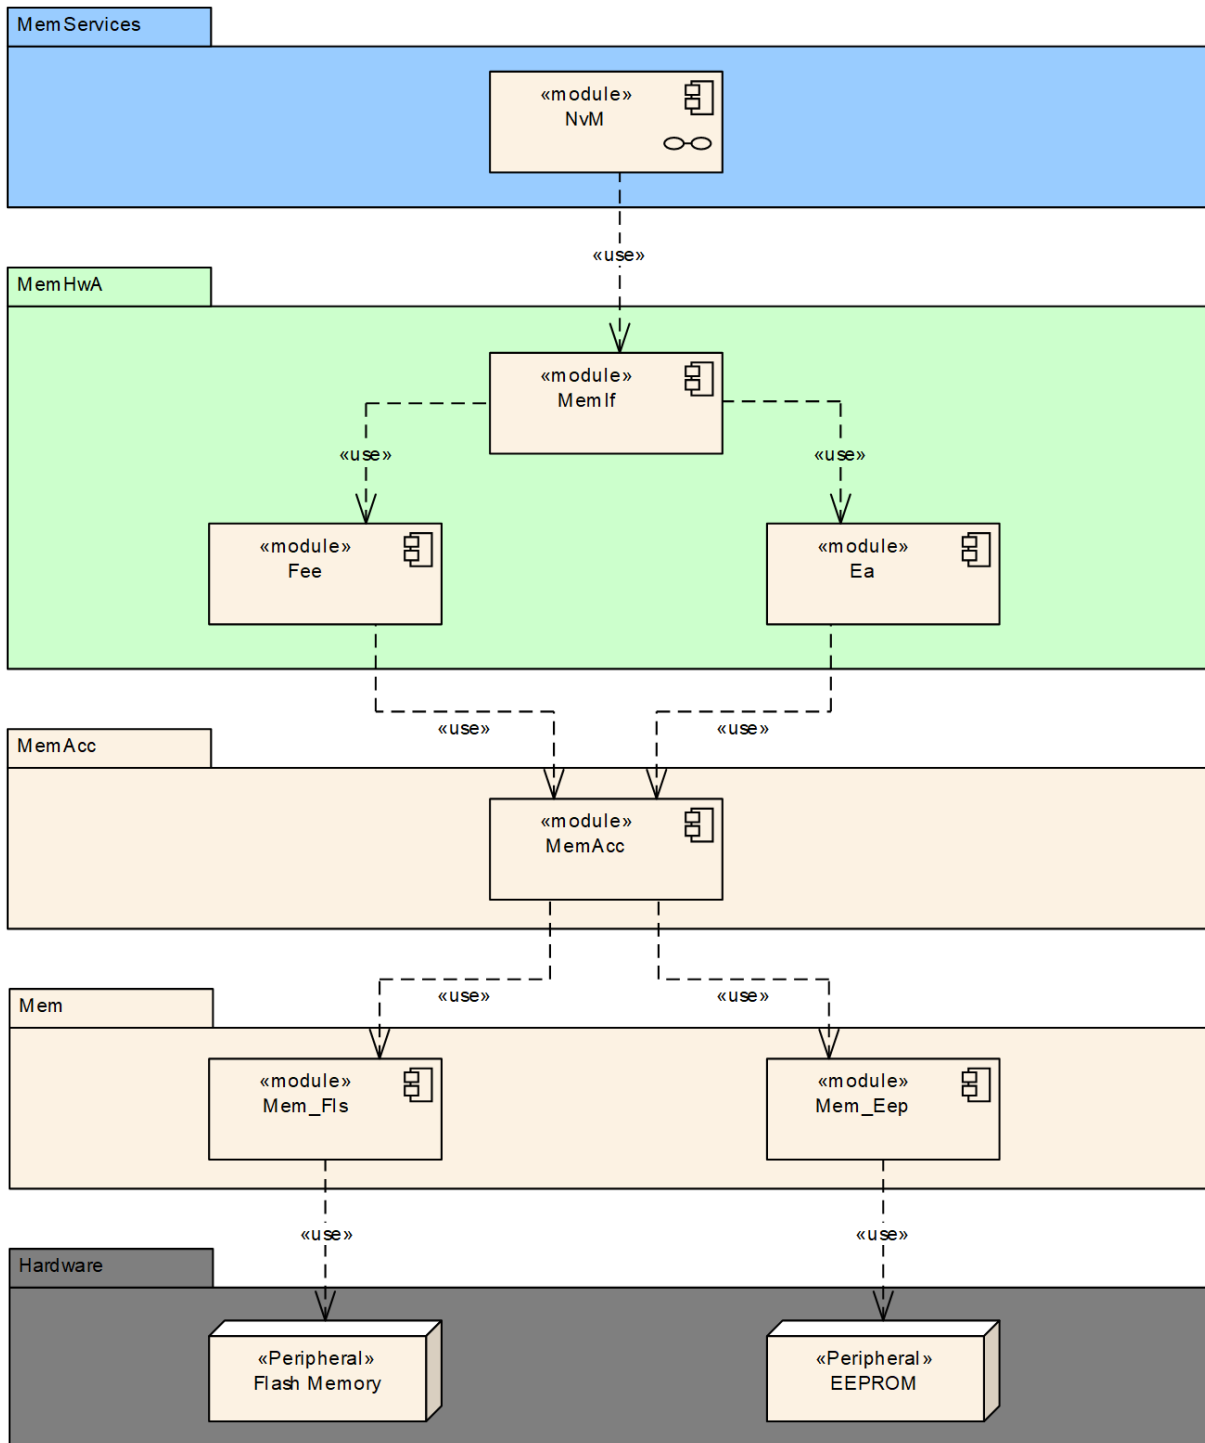 MemServices
«module»
NvM
«use»
MemHwA
«module»
MemIf
«use»
«use»
«module»
Fee
«module»
Ea
«use»
«use»
MemAcc
«module»
MemAcc
«use»
«use»
Mem
«module»
Mem_Fls
«module»
Mem_Eep
«use»
«use»
Hardware
«Peripheral»
Flash Memory
«Peripheral»
EEPROM